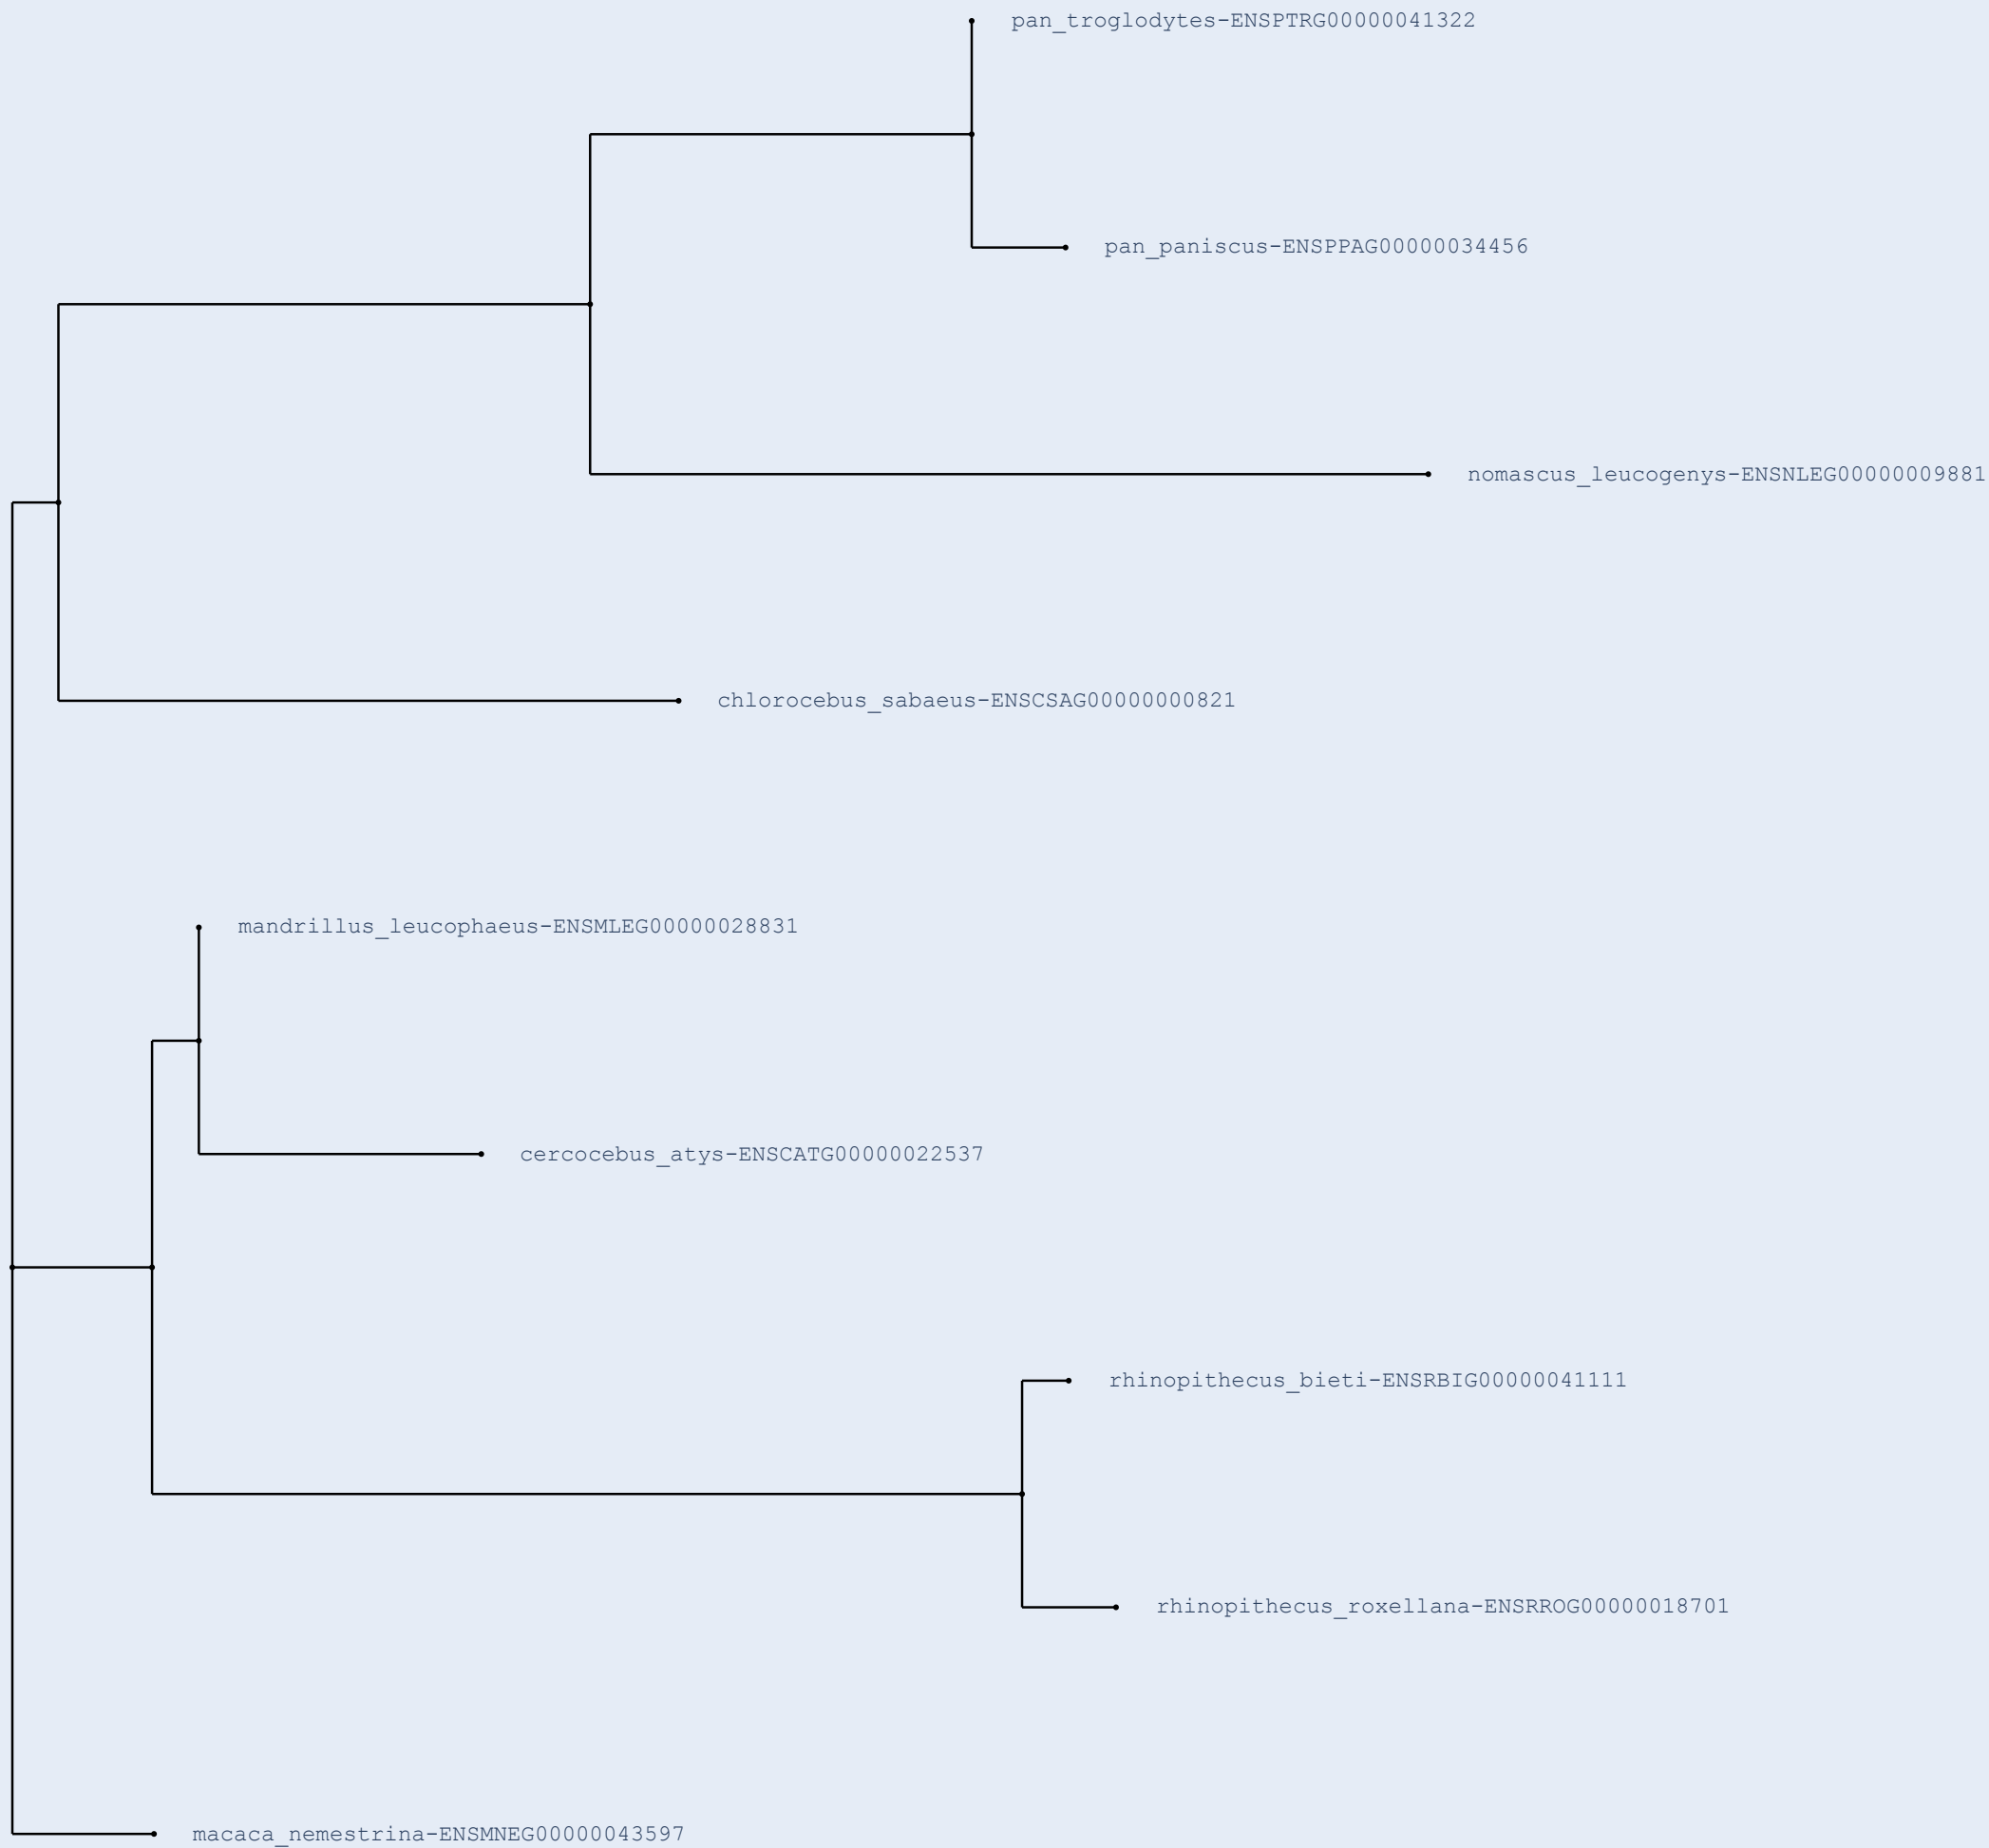 pan_troglodytes-ENSPTRG00000041322
pan_paniscus-ENSPPAG00000034456
nomascus_leucogenys-ENSNLEG00000009881
chlorocebus_sabaeus-ENSCSAG00000000821
mandrillus_leucophaeus-ENSMLEG00000028831
cercocebus_atys-ENSCATG00000022537
rhinopithecus_bieti-ENSRBIG00000041111
rhinopithecus_roxellana-ENSRROG00000018701
macaca_nemestrina-ENSMNEG00000043597